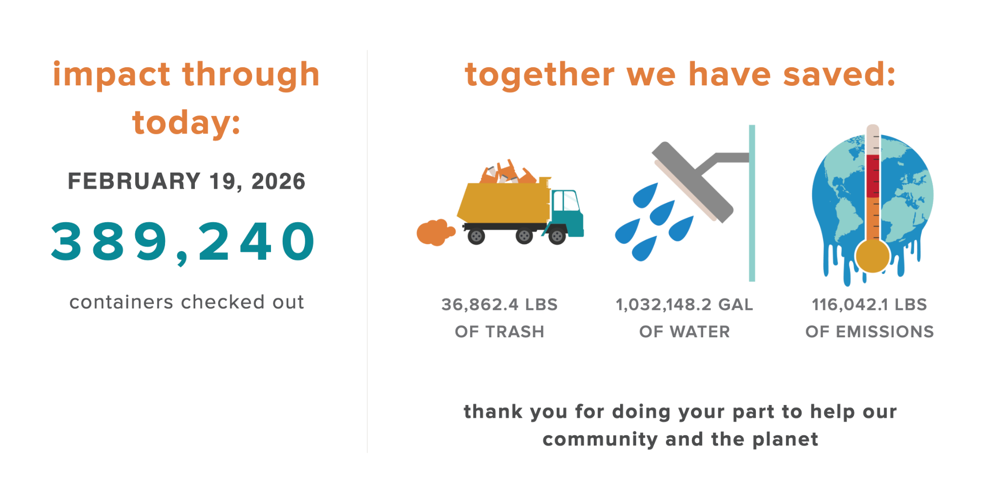 impact through
today:
FEBRUARY 19, 2026
389,240
containers checked out
together we have saved:
36,862.4 LBS
OF TRASH
1,032,148.2 GAL
OF WATER
116,042.1 LBS
OF EMISSIONS
thank you for doing your part to help our
community and the planet